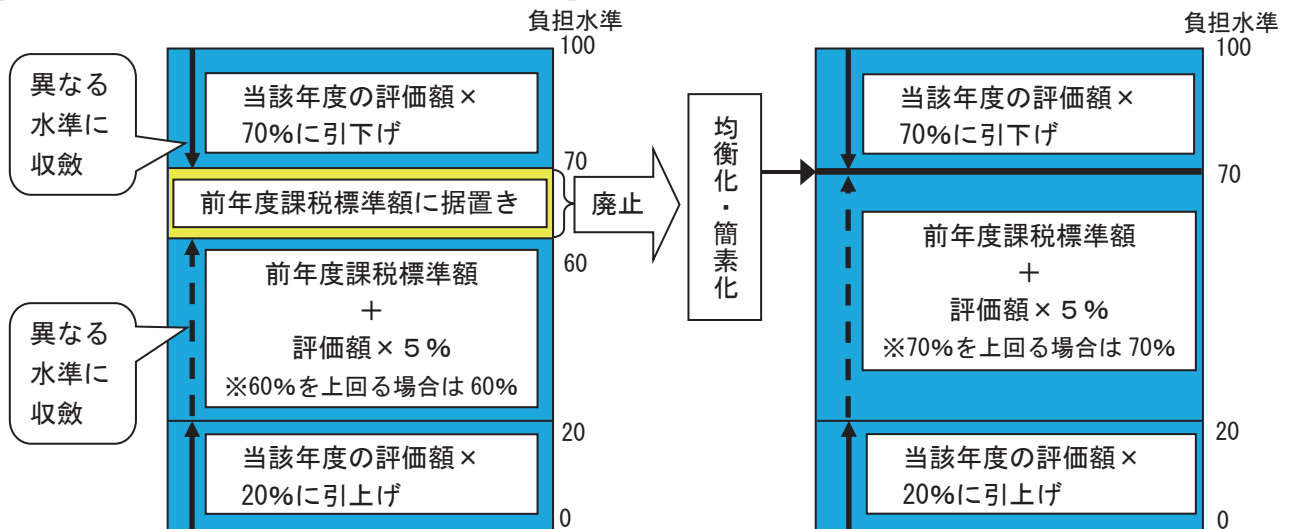 負担水準
100
異なる
水準に
収斂
当該年度の評価額×
70%に引下げ
70
前年度課税標準額に据置き
廃止
60
前年度課税標準額
＋
評価額×５%
※60%を上回る場合は 60%
異なる
水準に
収斂
20
当該年度の評価額×
20%に引上げ
0
均衡化・簡素化
負担水準
100
当該年度の評価額×
70%に引下げ
70
前年度課税標準額
＋
評価額×５%
※70%を上回る場合は 70%
20
当該年度の評価額×
20%に引上げ
0